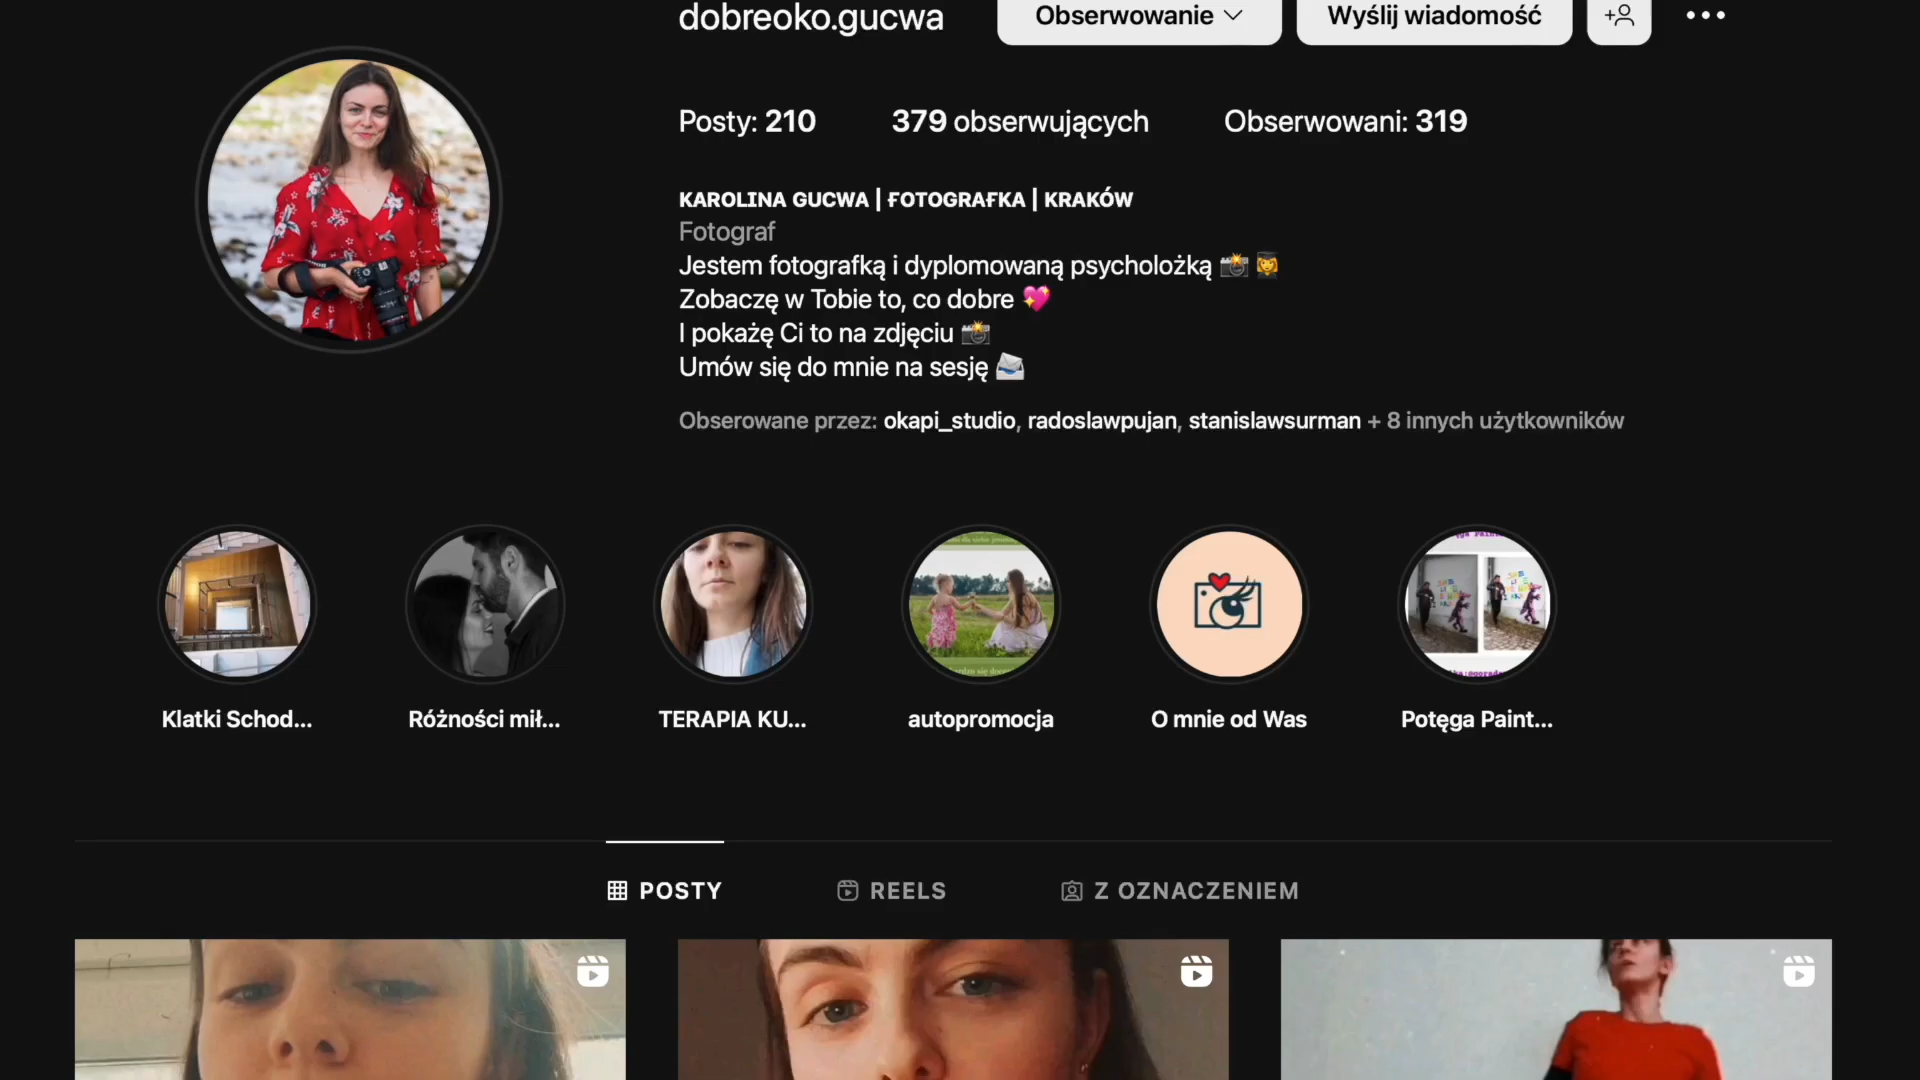 dobreoko.gucwa
Obserwowanie
Wyślij wiadomość
Posty: 210
379 obserwujących
Obserwowani: 319
KAROLINA GUCWA | FOTOGRAFKA | KRAKÓW
Fotograf
Jestem fotografką i dyplomowaną psycholożką 📸 👩‍🎓
Zobaczę w Tobie to, co dobre 💖
I pokażę Ci to na zdjęciu 📸
Umów się do mnie na sesję 📨
Obserowane przez: okapi_studio, radoslawpujan, stanislawsurman + 8 innych użytkowników
Klatki Schod...
Różności mił...
TERAPIA KU...
autopromocja
O mnie od Was
Potęga Paint...
POSTY
REELS
Z OZNACZENIEM